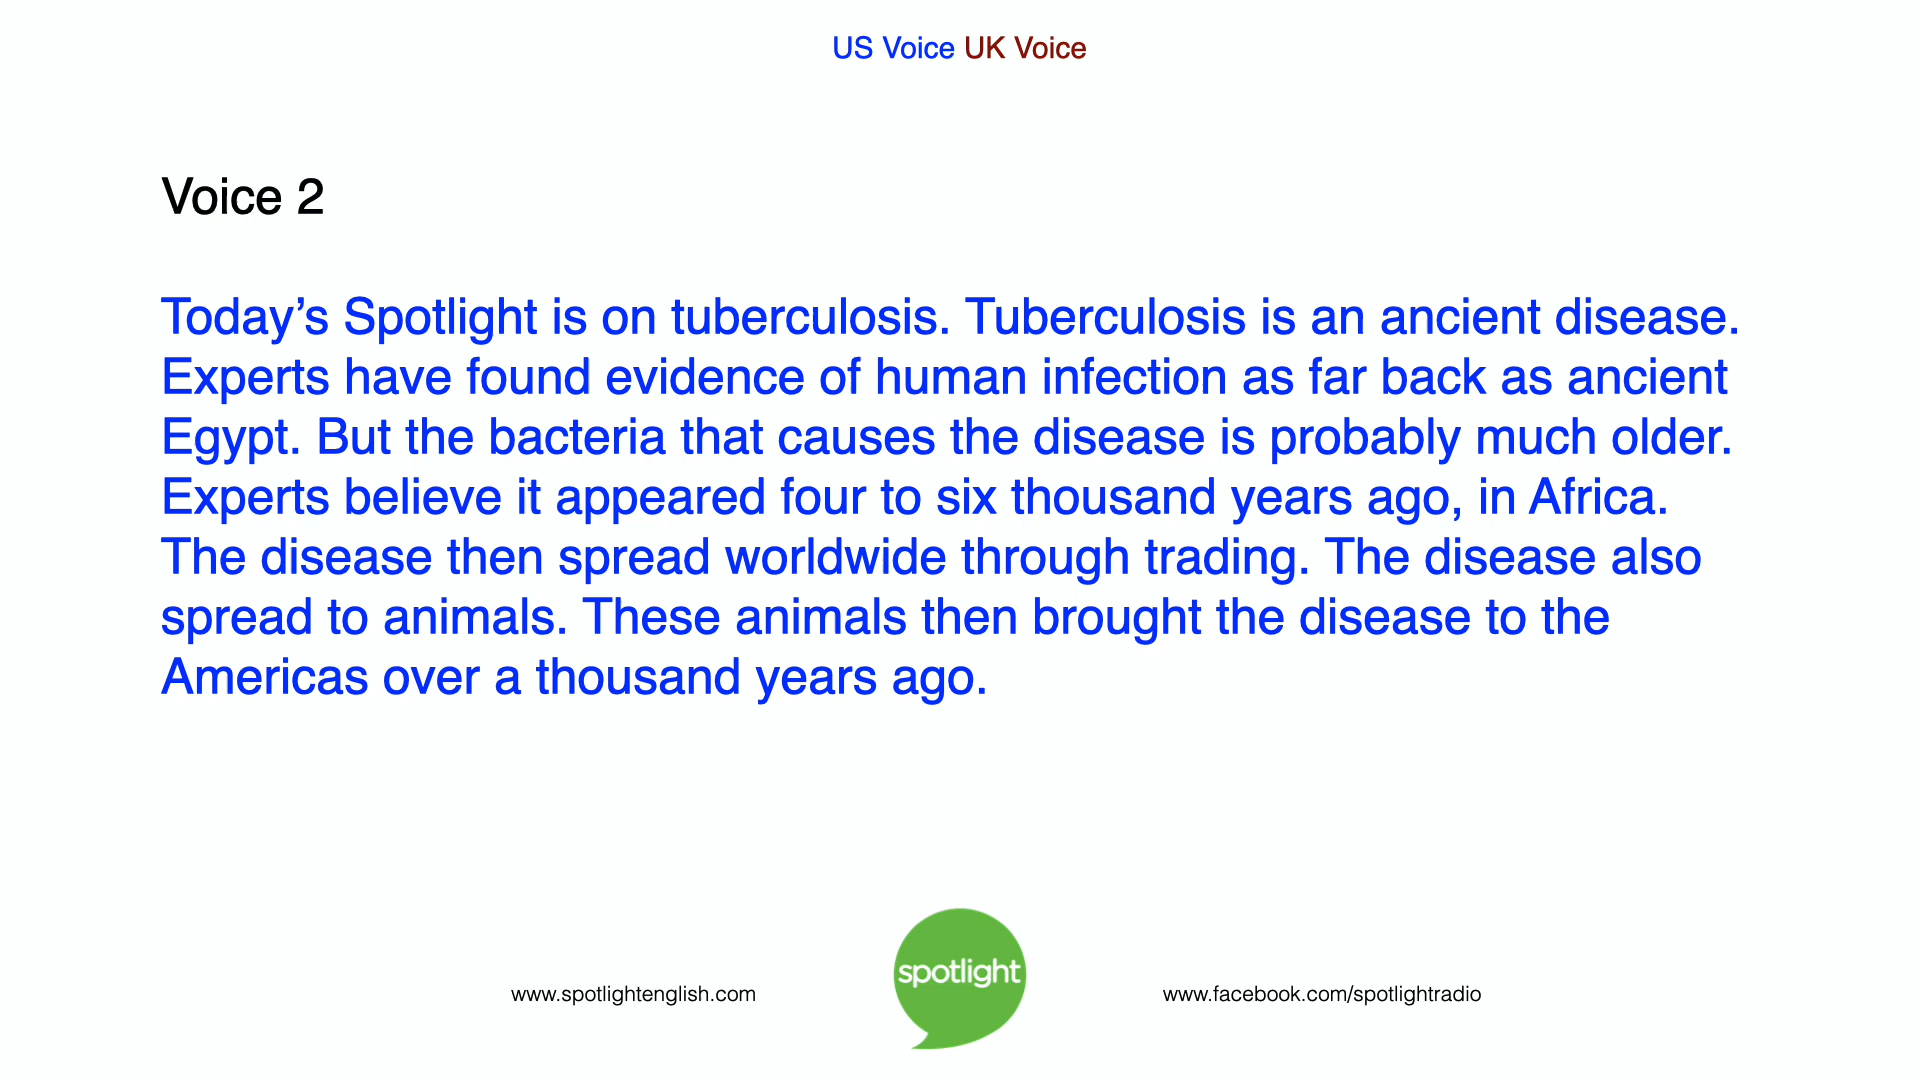 US Voice UK Voice
Voice 2
Today’s Spotlight is on tuberculosis. Tuberculosis is an ancient disease.
Experts have found evidence of human infection as far back as ancient
Egypt. But the bacteria that causes the disease is probably much older.
Experts believe it appeared four to six thousand years ago, in Africa.
The disease then spread worldwide through trading. The disease also
spread to animals. These animals then brought the disease to the
Americas over a thousand years ago.
spotlight
www.spotlightenglish.com
www.facebook.com/spotlightradio